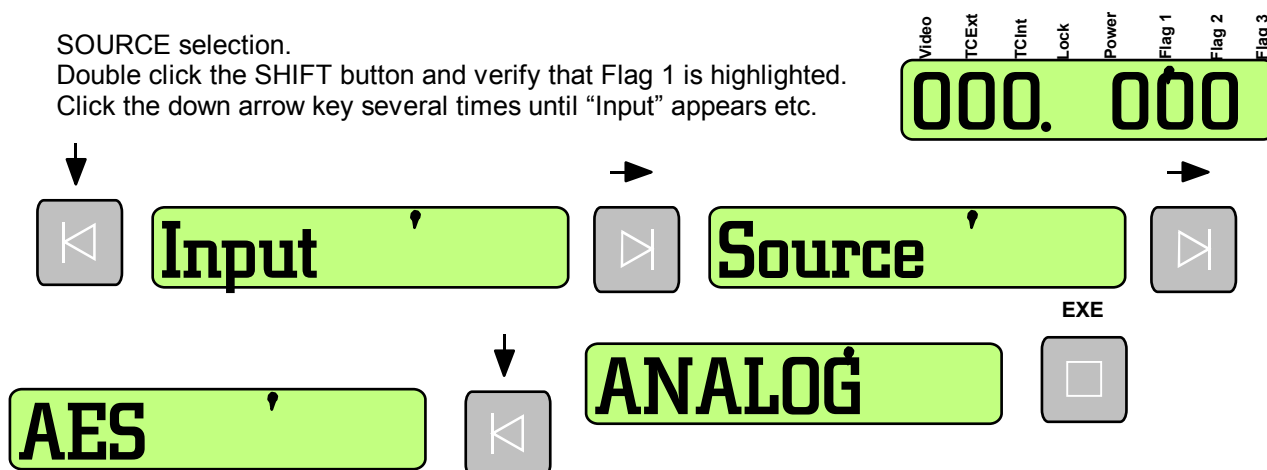 SOURCE selection.
Double click the SHIFT button and verify that Flag 1 is highlighted.
Click the down arrow key several times until “Input” appears etc.
Video TCExt TCInt Lock Power Flag 1 Flag 2 Flag 3
000. 000
Input
Source
EXE
AES
ANALOG